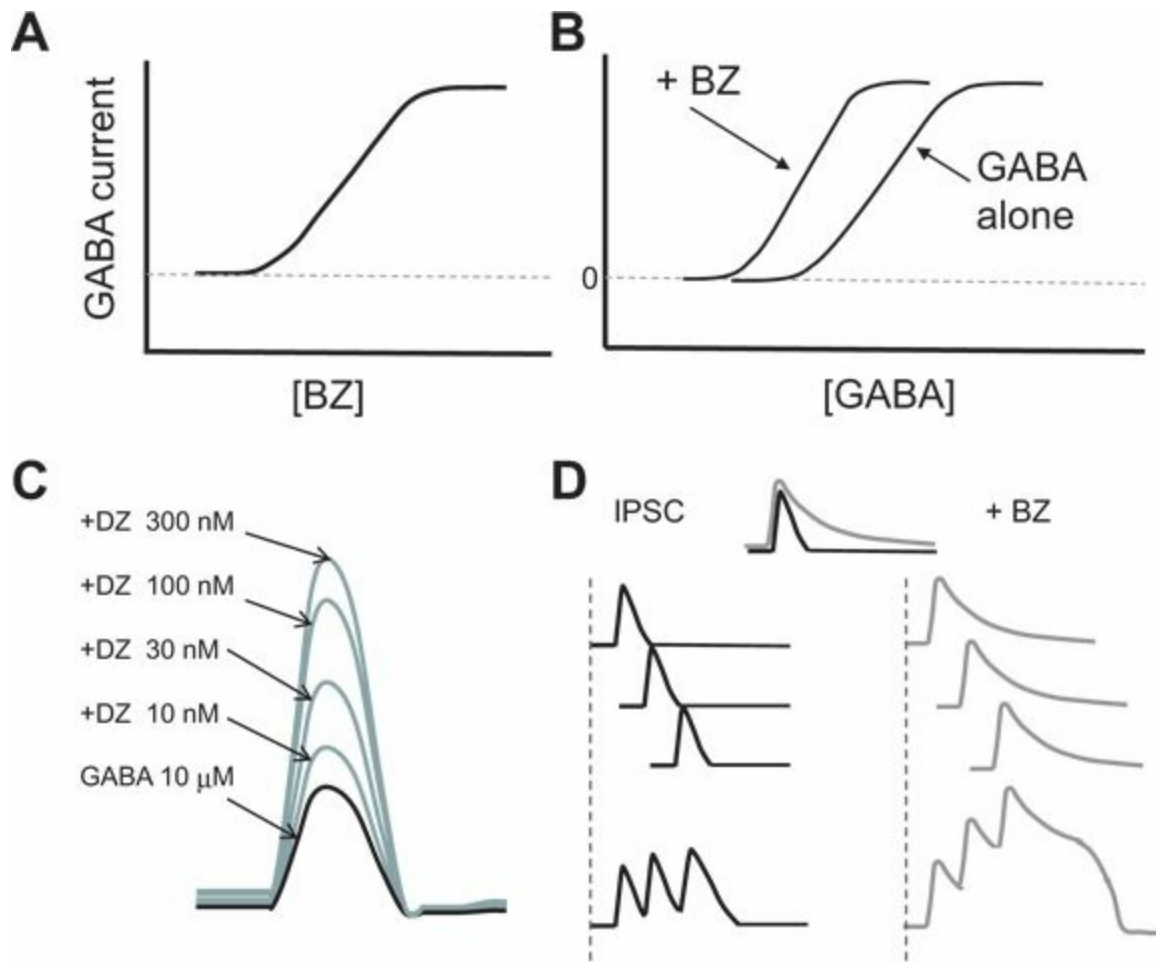 A
GABA current
[BZ]
B
+ BZ
GABA
alone
0
[GABA]
C
+DZ 300 nM
+DZ 100 nM
+DZ 30 nM
+DZ 10 nM
GABA 10 μM
D
IPSC
+ BZ